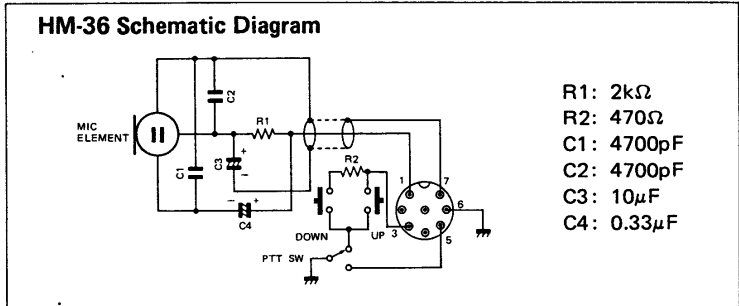 HM-36 Schematic Diagram
C2
R1
MIC
ELEMENT
C1
C3
+
−
R2
− +
C4
1
7
6
3
5
DOWN
UP
PTT SW
R1: 2kΩ
R2: 470Ω
C1: 4700pF
C2: 4700pF
C3: 10μF
C4: 0.33μF